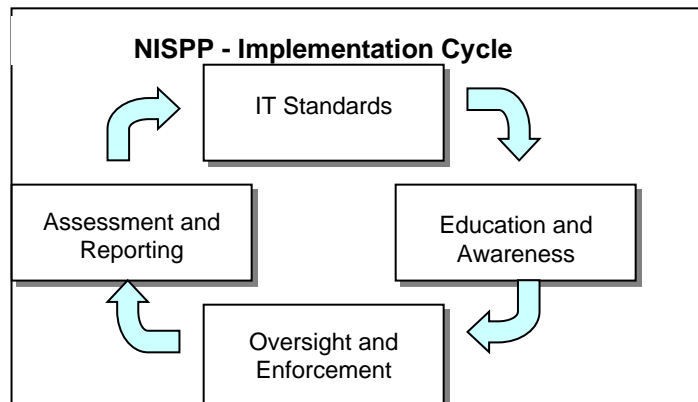 NISPP - Implementation Cycle
IT Standards
Assessment and
Reporting
Education and
Awareness
Oversight and
Enforcement